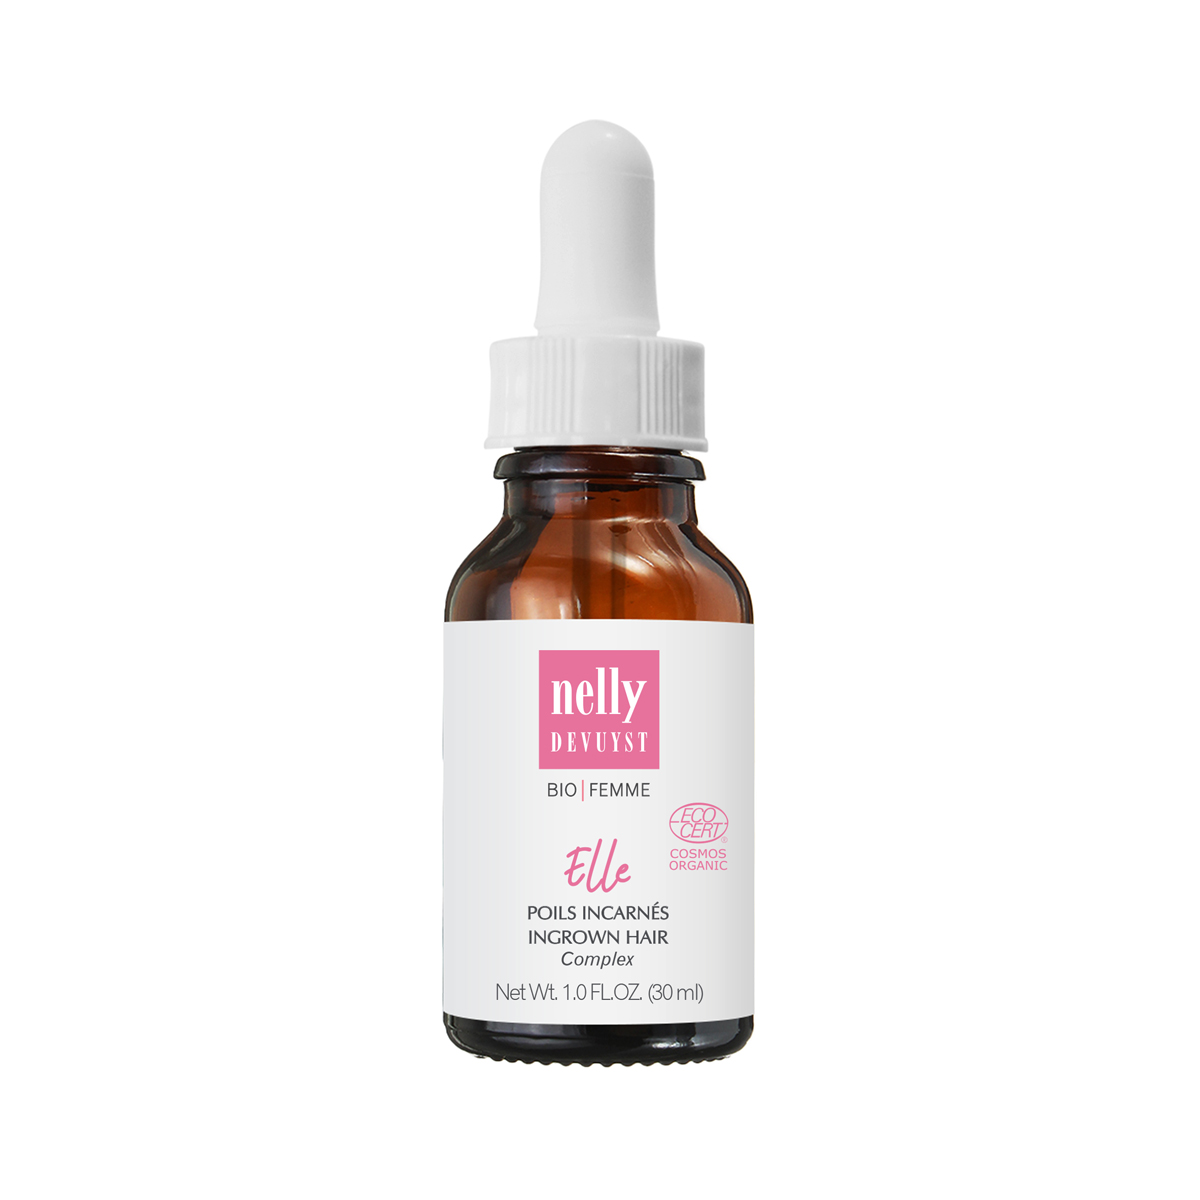 nelly
DEVUYST
BIO | FEMME
ECO
CERT®
COSMOS
ORGANIC
Elle
POILS INCARNÉS
INGROWN HAIR
Complex
Net Wt. 1.0 FL.OZ. (30 ml)